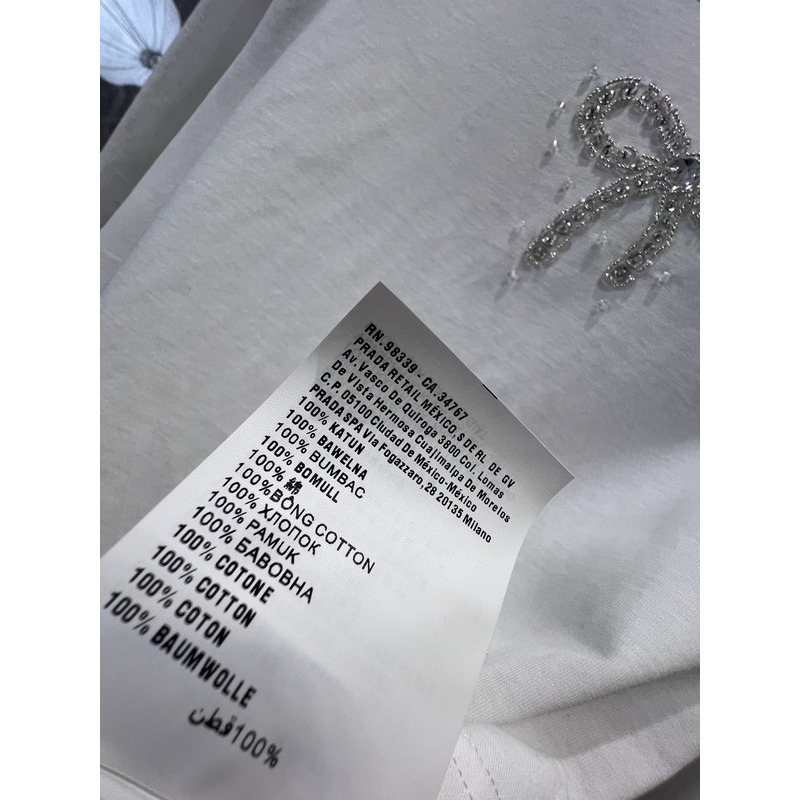 RN.98339 - CA.34767
PRADA RETAIL MÉXICO,S DE RL DE GV
Av.Vasco De Quiroga 3800 Col. Lomas
De Vista Hermosa Cuajimalpa De Morelos
C.P. 05100 Ciudad De México-México
PRADA SPA Via Fogazzaro,28 20135 Milano
100% KATUN
100% BAWELNA
100% BUMBAC
100% BOMULL
100% 綿
100%BÔNG COTTON
100% ХЛОПОК
100% PAMUK
100% БАВОВНА
100% COTONE
100% COTTON
100% COTON
100% BAUMWOLLE
100% قطن